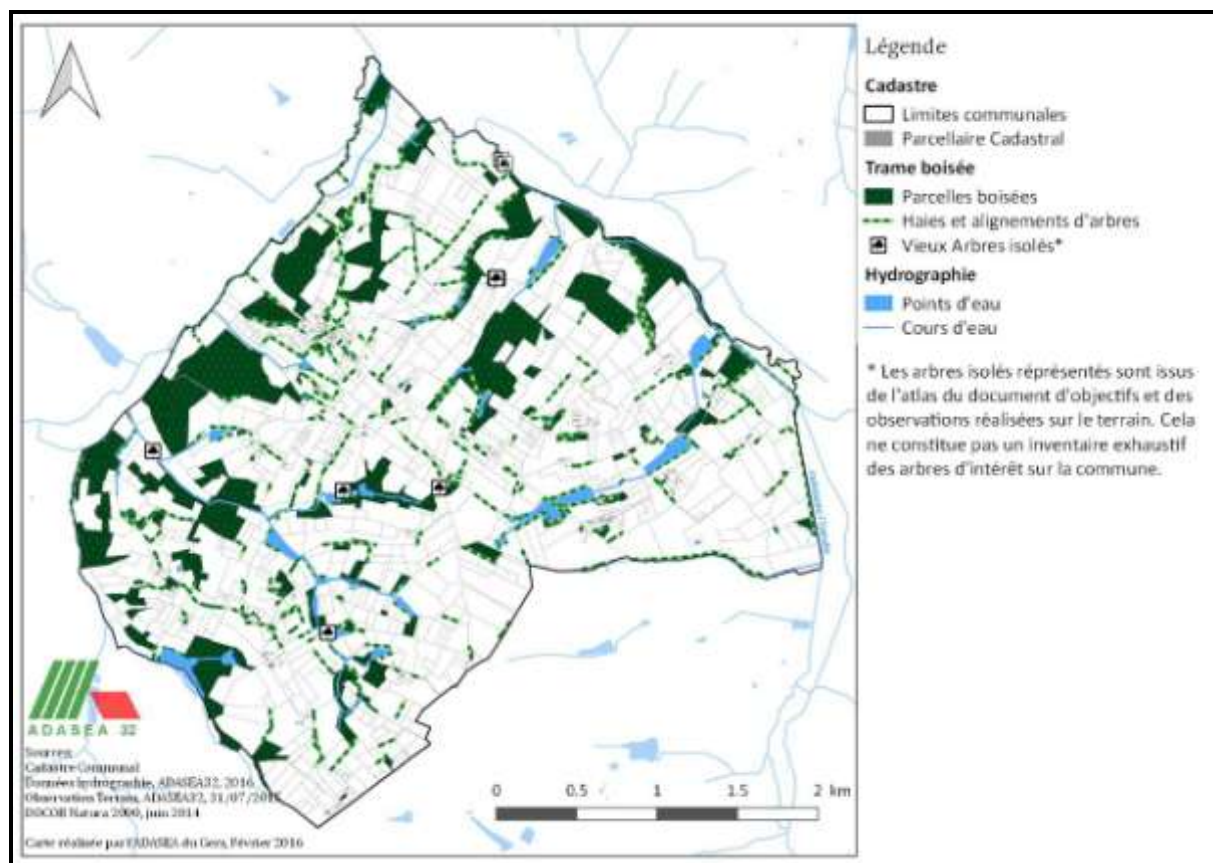 Légende
Cadastre
Limites communales
Parcellaire Cadastral
Trame boisée
Parcelles boisées
Haies et alignements d'arbres
Vieux Arbres isolés*
Hydrographie
Points d'eau
Cours d'eau
* Les arbres isolés réprésentés sont issus
de l'atlas du document d'objectifs et des
observations réalisées sur le terrain. Cela
ne constitue pas un inventaire exhaustif
des arbres d'intérêt sur la commune.
ADASEA 32
Sources:
Cadastre Communal
Données hydrographie, ADASEA32, 2016
Observation Terrain, ADASEA32, 31/07/
DOCOB Natura 2000, juin 2014
Carte réalisée par l'ADASEA du Gers, Février 2016
0 0.5 1 1.5 2 km